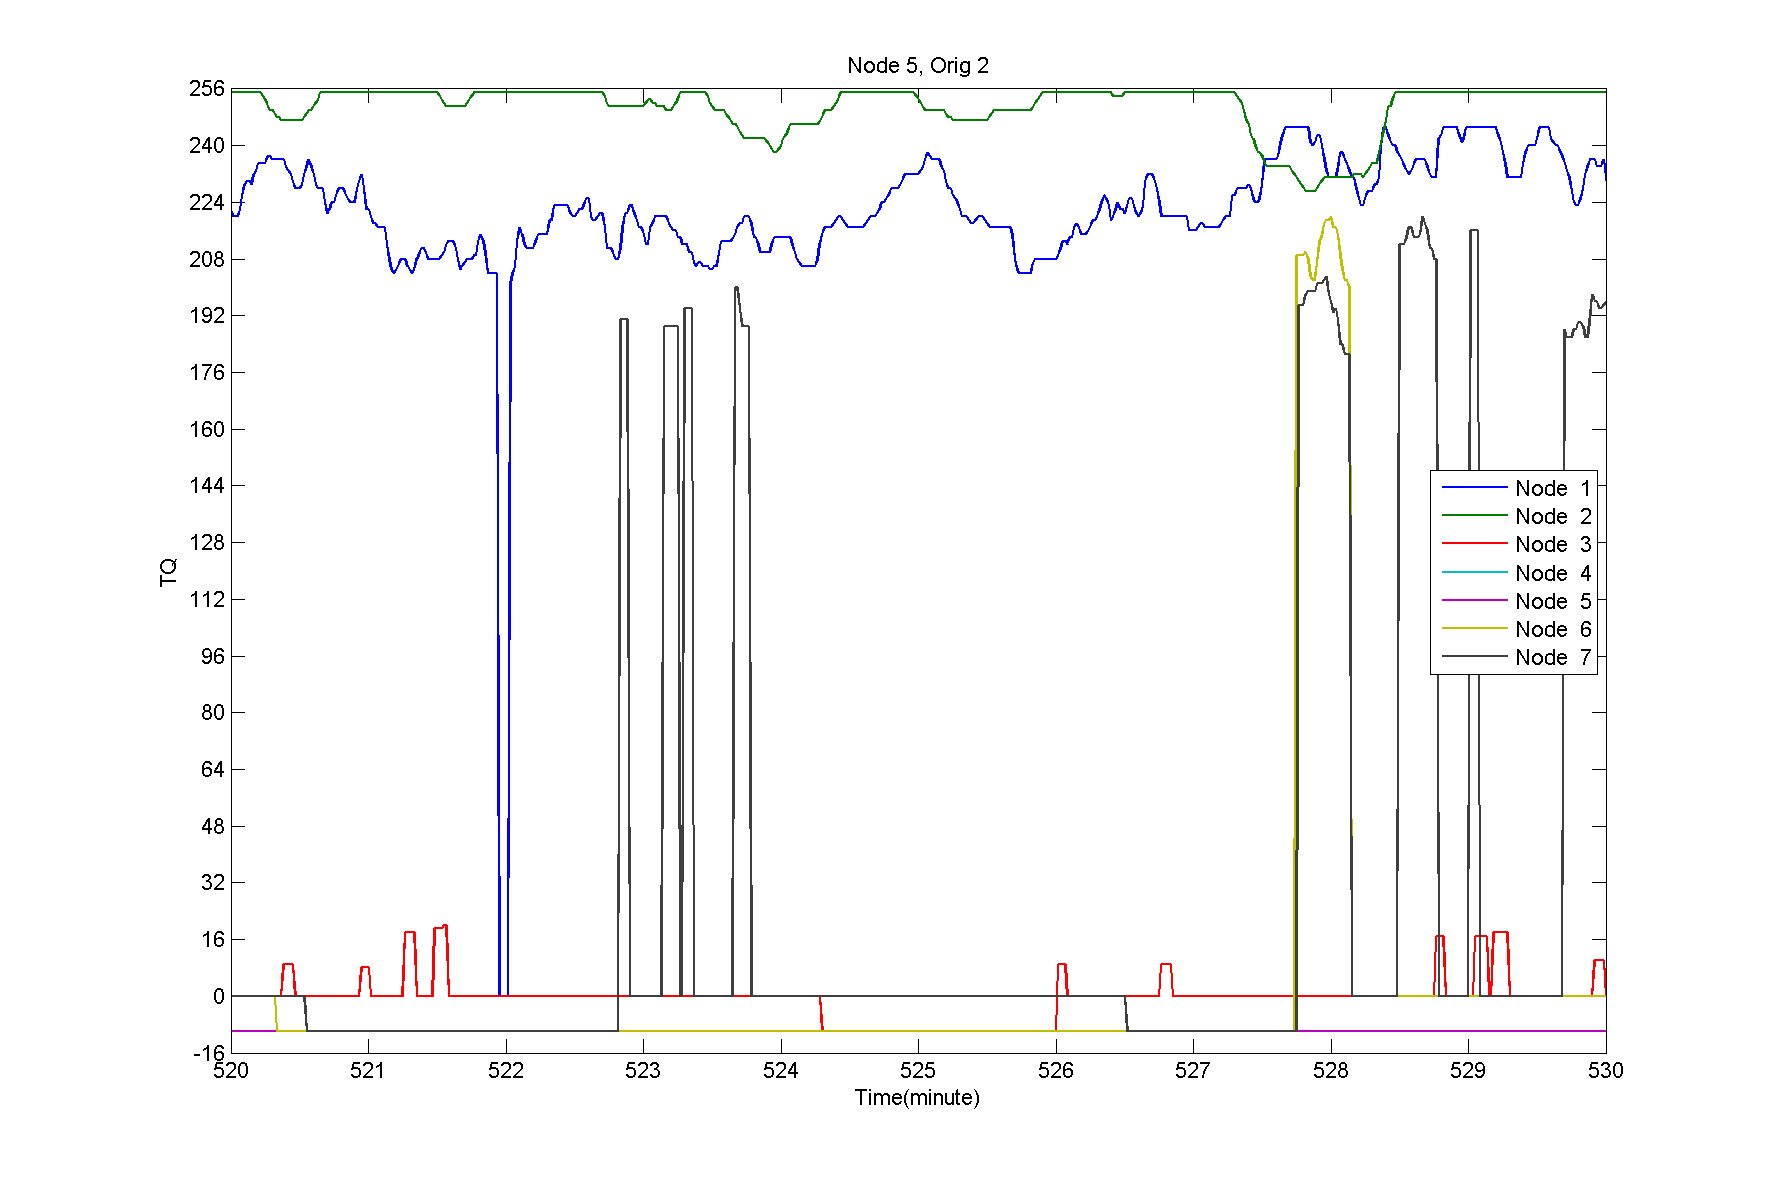 Node 5, Orig 2
256
240
224
208
192
176
160
144
128
112
96
80
64
48
32
16
0
-16
TQ
Node 1
Node 2
Node 3
Node 4
Node 5
Node 6
Node 7
520 521 522 523 524 525 526 527 528 529 530
Time(minute)